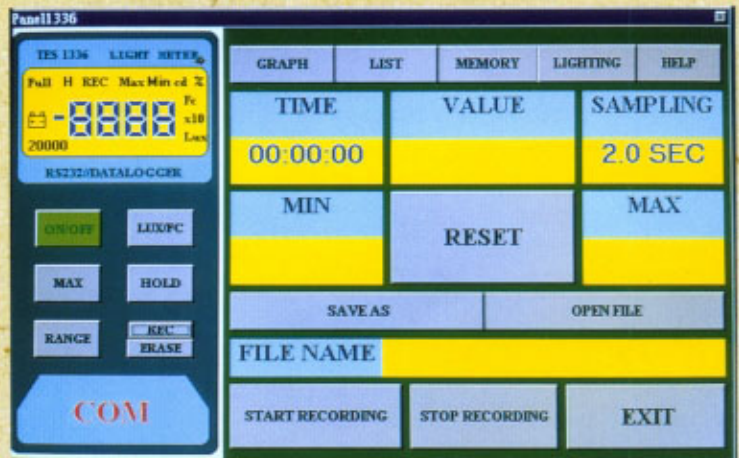 Panel1336
TES 1336 LIGHT METER
Full H REC Max Min cd %
Fc
-8888 x10
20000 Lux
RS232//DATALOGGER
ON/OFF LUX/FC
MAX HOLD
RANGE REC
ERASE
COM
GRAPH LIST MEMORY LIGHTING HELP
TIME VALUE SAMPLING
00:00:00 2.0 SEC
MIN RESET MAX
SAVE AS OPEN FILE
FILE NAME
START RECORDING STOP RECORDING EXIT